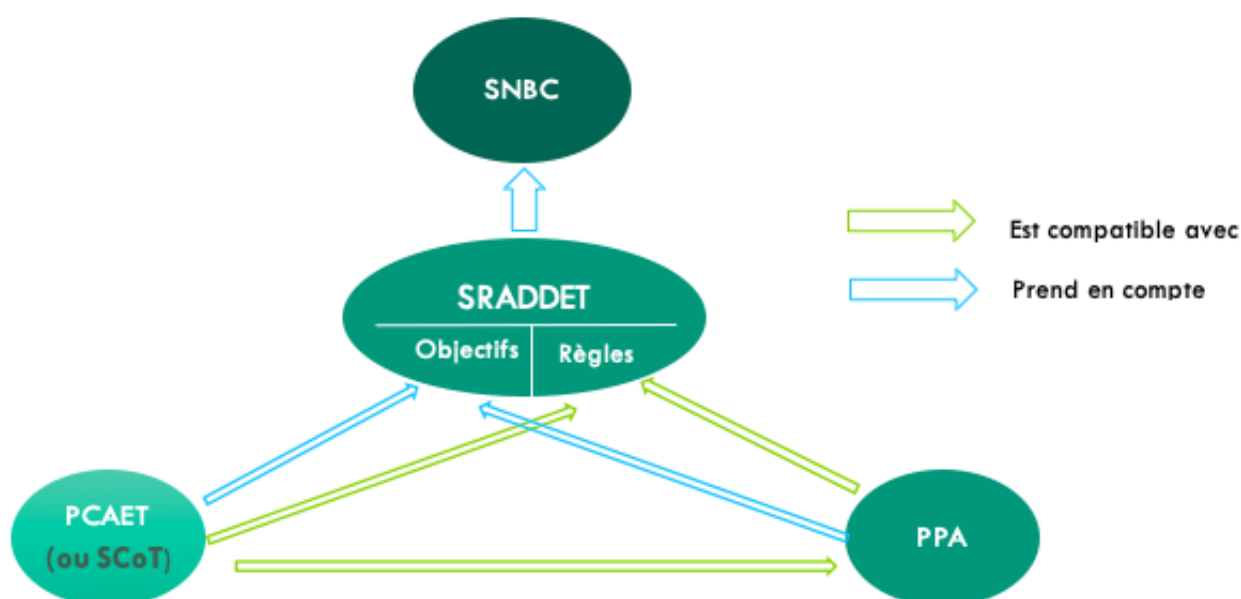 SNBC
Est compatible avec
Prend en compte
SRADDET
Objectifs
Règles
PCAET
(ou SCoT)
PPA